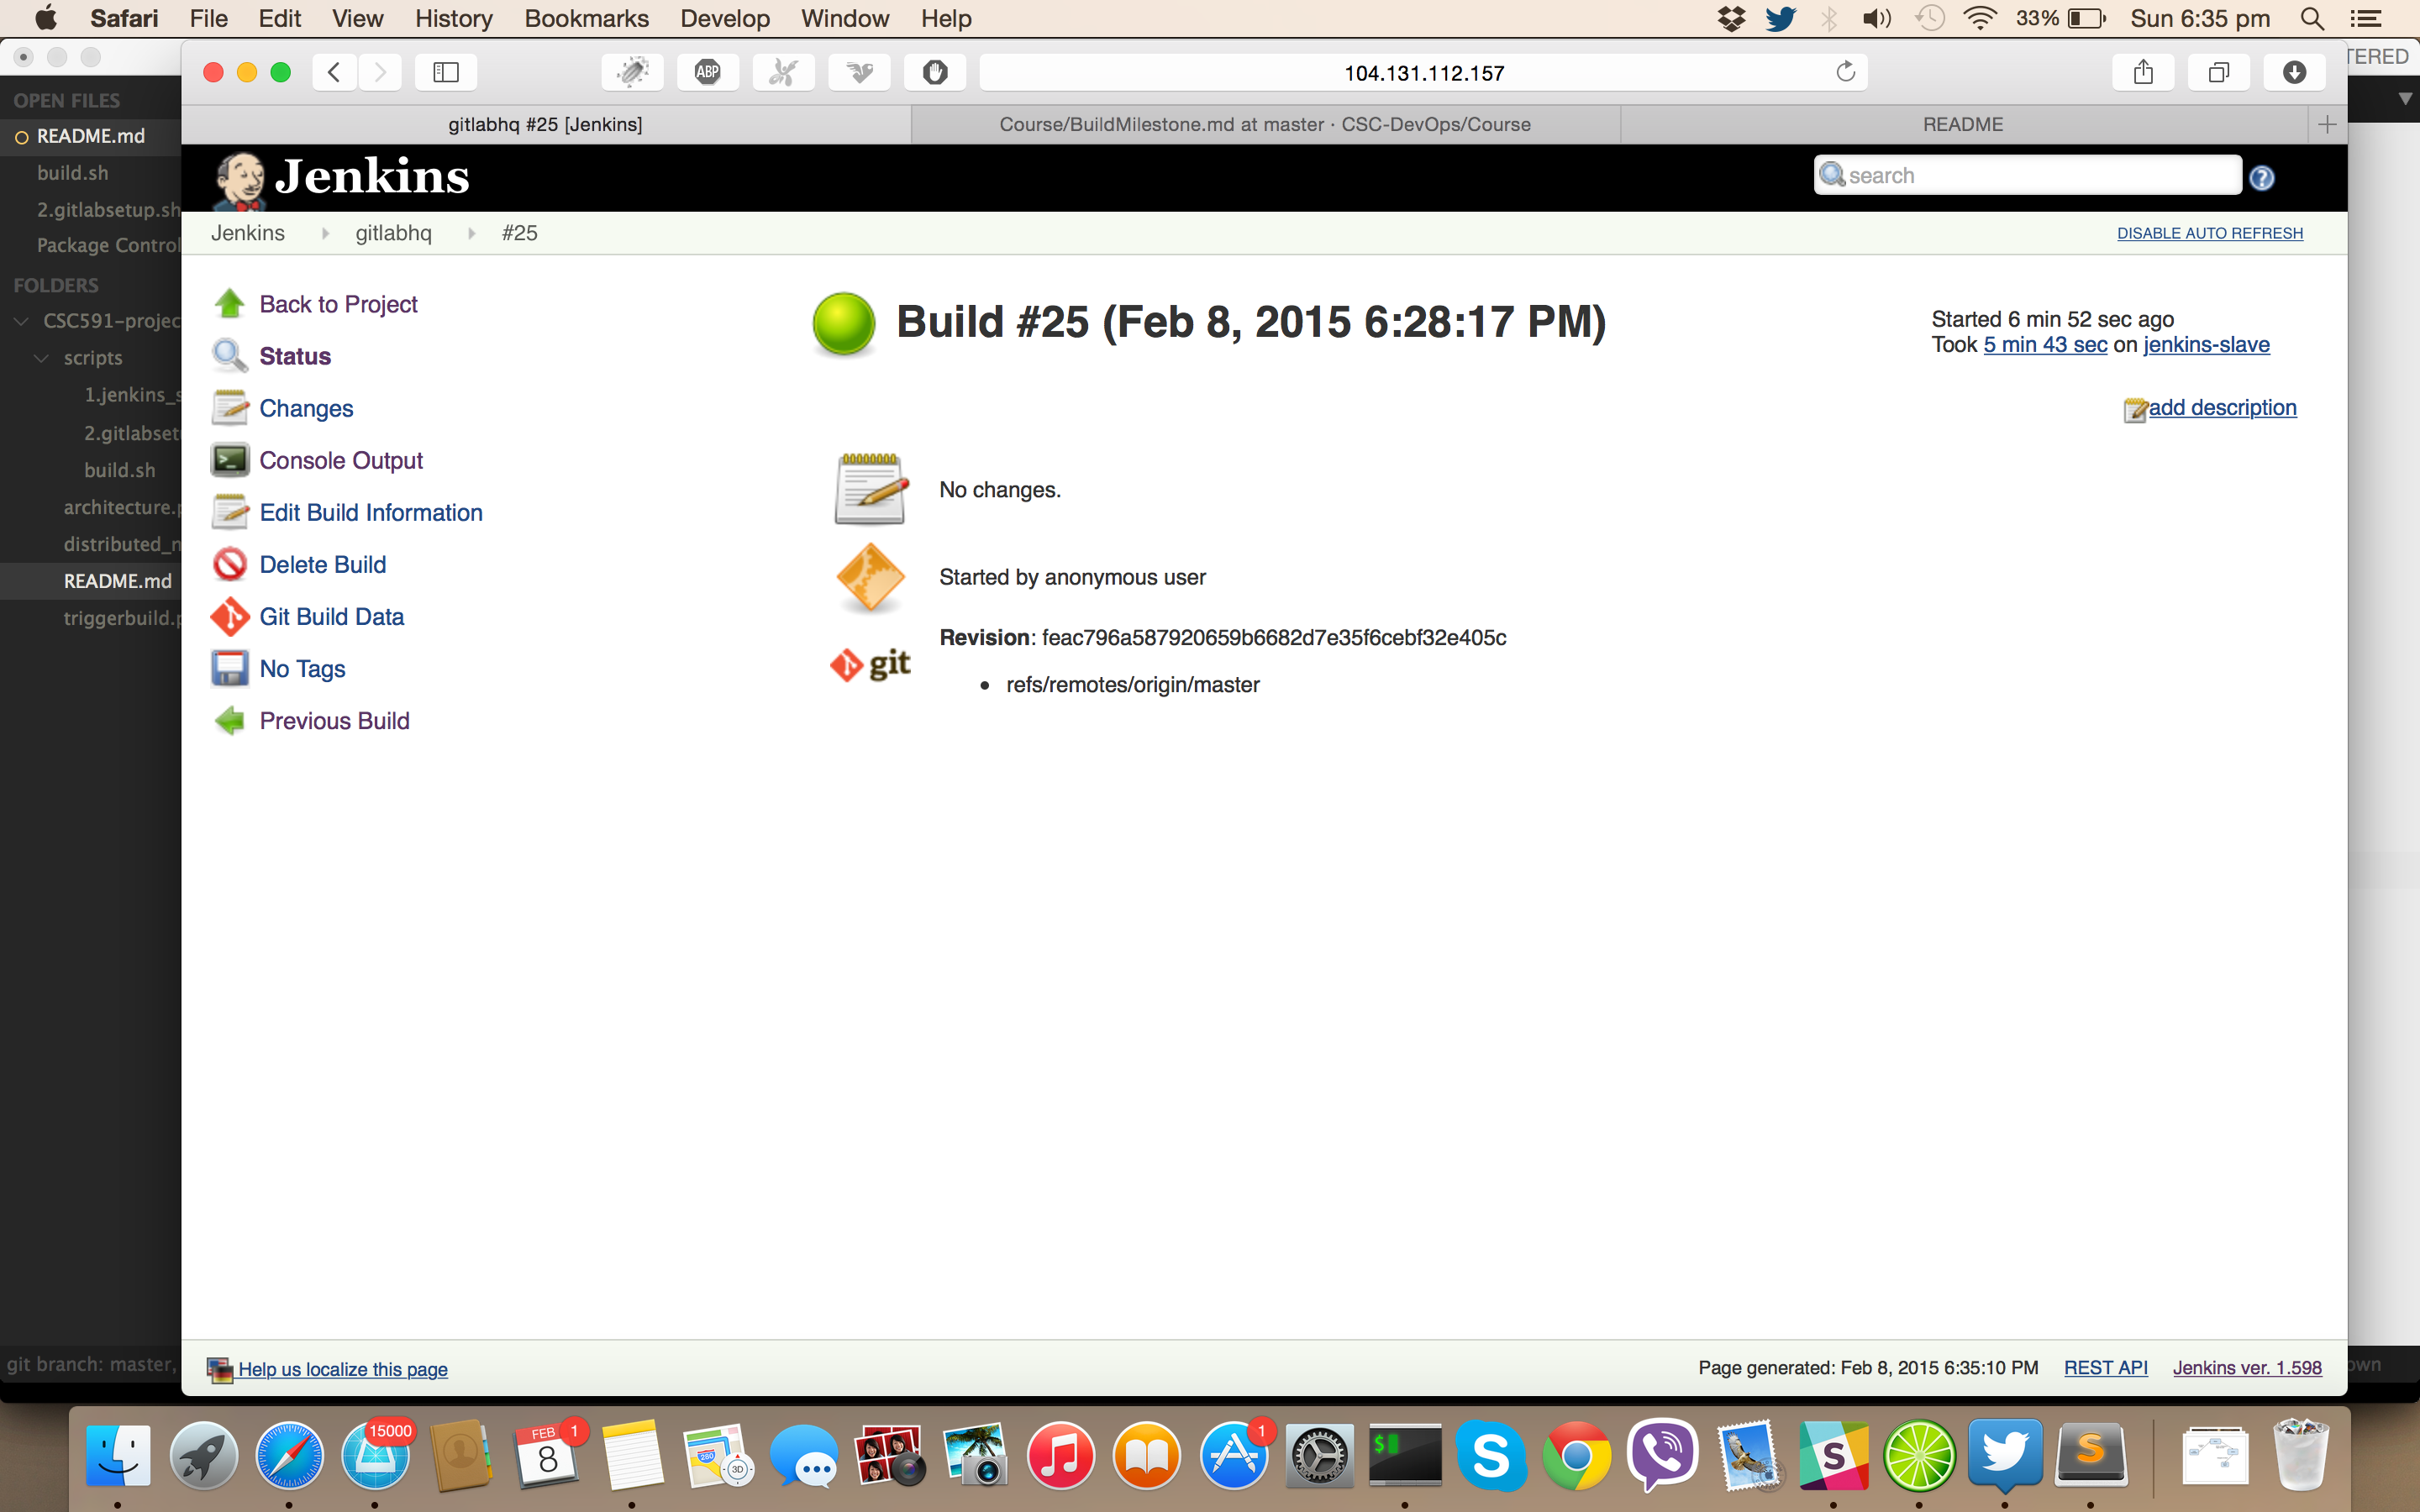 Safari File Edit View History Bookmarks Develop Window Help 33% Sun 6:35 pm
TERED
ABP 104.131.112.157
gitlabhq #25 [Jenkins] Course/BuildMilestone.md at master · CSC-DevOps/Course README
OPEN FILES
README.md
build.sh
2.gitlabsetup.sh
Package Control
FOLDERS
CSC591-projec
scripts
1.jenkins_s
2.gitlabset
build.sh
architecture.p
distributed_n
README.md
triggerbuild.p
git branch: master,
Jenkins search
Jenkins gitlabhq #25 DISABLE AUTO REFRESH
Back to Project
Status
Changes
Console Output
Edit Build Information
Delete Build
Git Build Data
No Tags
Previous Build
Build #25 (Feb 8, 2015 6:28:17 PM)
Started 6 min 52 sec ago
Took 5 min 43 sec on jenkins-slave
add description
No changes.
Started by anonymous user
git
Revision: feac796a587920659b6682d7e35f6cebf32e405c
refs/remotes/origin/master
Help us localize this page Page generated: Feb 8, 2015 6:35:10 PM REST API Jenkins ver. 1.598
own
15000
FEB
8
1
280
3D
1
$
S
S
S